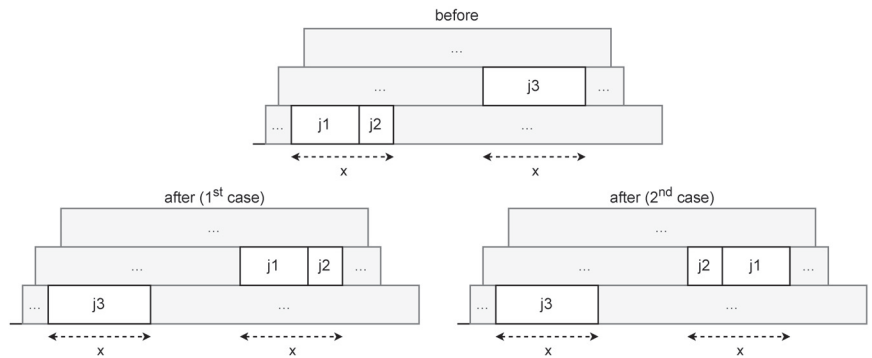 before
...
... j3 ...
... j1 j2 ...
x x
after (1st case)
...
... j1 j2 ...
... j3 ...
x x
after (2nd case)
...
... j2 j1 ...
... j3 ...
x x